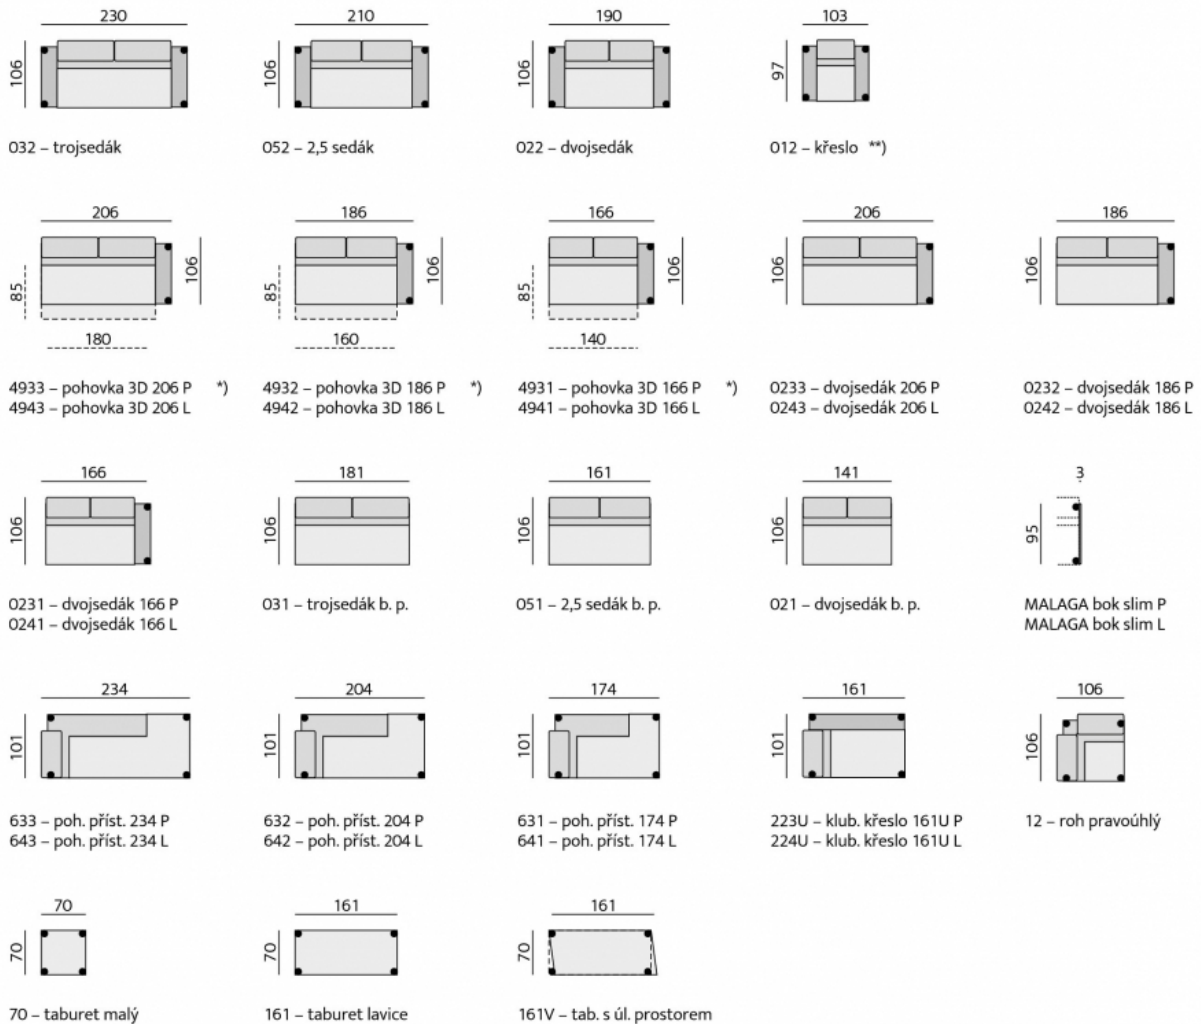 230
106
032 – trojsedák
210
106
052 – 2,5 sedák
190
106
022 – dvojsedák
103
97
012 – křeslo **)
206
106
85
180
4933 – pohovka 3D 206 P *)
4943 – pohovka 3D 206 L
186
106
85
160
4932 – pohovka 3D 186 P *)
4942 – pohovka 3D 186 L
166
106
85
140
4931 – pohovka 3D 166 P *)
4941 – pohovka 3D 166 L
206
106
0233 – dvojsedák 206 P
0243 – dvojsedák 206 L
186
106
0232 – dvojsedák 186 P
0242 – dvojsedák 186 L
166
106
0231 – dvojsedák 166 P
0241 – dvojsedák 166 L
181
106
031 – trojsedák b. p.
161
106
051 – 2,5 sedák b. p.
141
106
021 – dvojsedák b. p.
3
95
MALAGA bok slim P
MALAGA bok slim L
234
101
633 – poh. příst. 234 P
643 – poh. příst. 234 L
204
101
632 – poh. příst. 204 P
642 – poh. příst. 204 L
174
101
631 – poh. příst. 174 P
641 – poh. příst. 174 L
161
101
223U – klub. křeslo 161U P
224U – klub. křeslo 161U L
106
106
12 – roh pravoúhlý
70
70
70 – taburet malý
161
70
161 – taburet lavice
161
70
161V – tab. s úl. prostorem